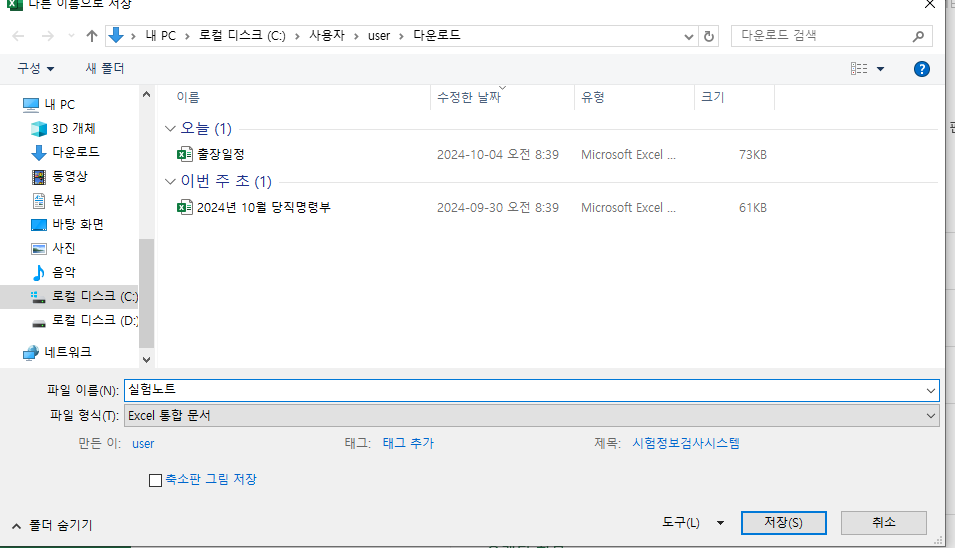 다른 이름으로 저장
내 PC > 로컬 디스크 (C:) > 사용자 > user > 다운로드
다운로드 검색
구성
새 폴더
이름
수정한 날짜
유형
크기
내 PC
3D 개체
다운로드
동영상
문서
바탕 화면
사진
음악
로컬 디스크 (C:)
로컬 디스크 (D:)
네트워크
오늘 (1)
출장일정 2024-10-04 오전 8:39 Microsoft Excel ... 73KB
이번 주 초 (1)
2024년 10월 당직명령부 2024-09-30 오전 8:39 Microsoft Excel ... 61KB
파일 이름(N): 실험노트
파일 형식(T): Excel 통합 문서
만든 이: user
태그: 태그 추가
제목: 시험정보검사시스템
축소판 그림 저장
폴더 숨기기
도구(L)
저장(S)
취소